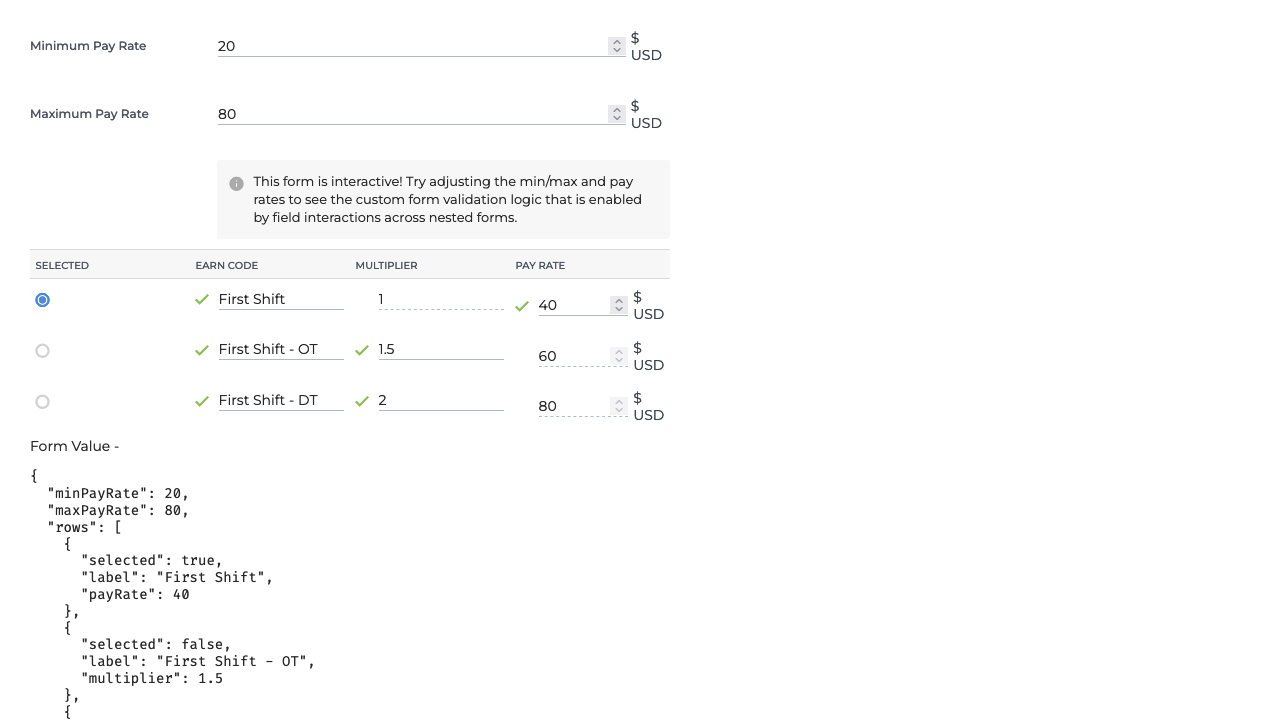 Minimum Pay Rate 20 $ USD
Maximum Pay Rate 80 $ USD
This form is interactive! Try adjusting the min/max and pay
rates to see the custom form validation logic that is enabled
by field interactions across nested forms.
SELECTED EARN CODE MULTIPLIER PAY RATE
First Shift 1 40 $ USD
First Shift - OT 1.5 60 $ USD
First Shift - DT 2 80 $ USD
Form Value -
{
  "minPayRate": 20,
  "maxPayRate": 80,
  "rows": [
    {
      "selected": true,
      "label": "First Shift",
      "payRate": 40
    },
    {
      "selected": false,
      "label": "First Shift - OT",
      "multiplier": 1.5
    },
    {